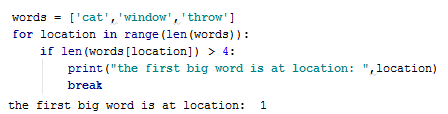 words = ['cat','window','throw']
for location in range(len(words)):
    if len(words[location]) > 4:
        print("the first big word is at location: ",location)
        break
the first big word is at location:  1